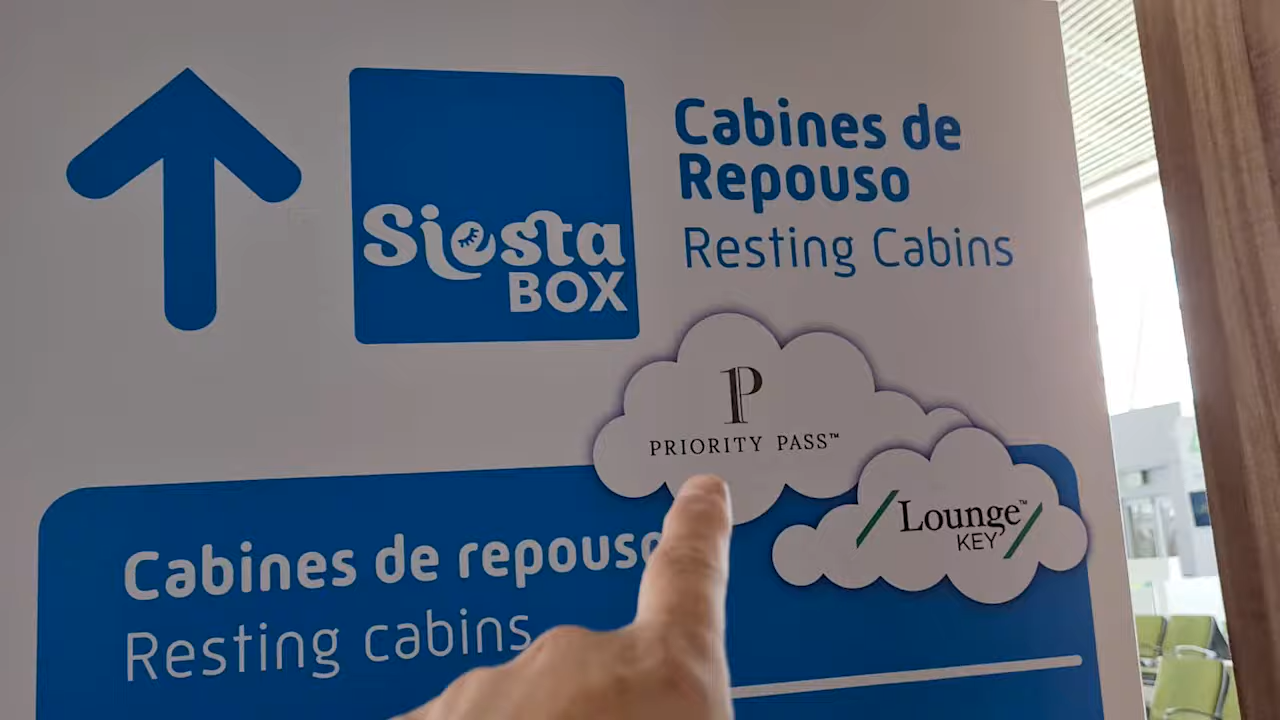 Siesta
BOX
Cabines de
Repouso
Resting Cabins
P
PRIORITY PASS™
Lounge™
KEY
Cabines de repouso
Resting cabins